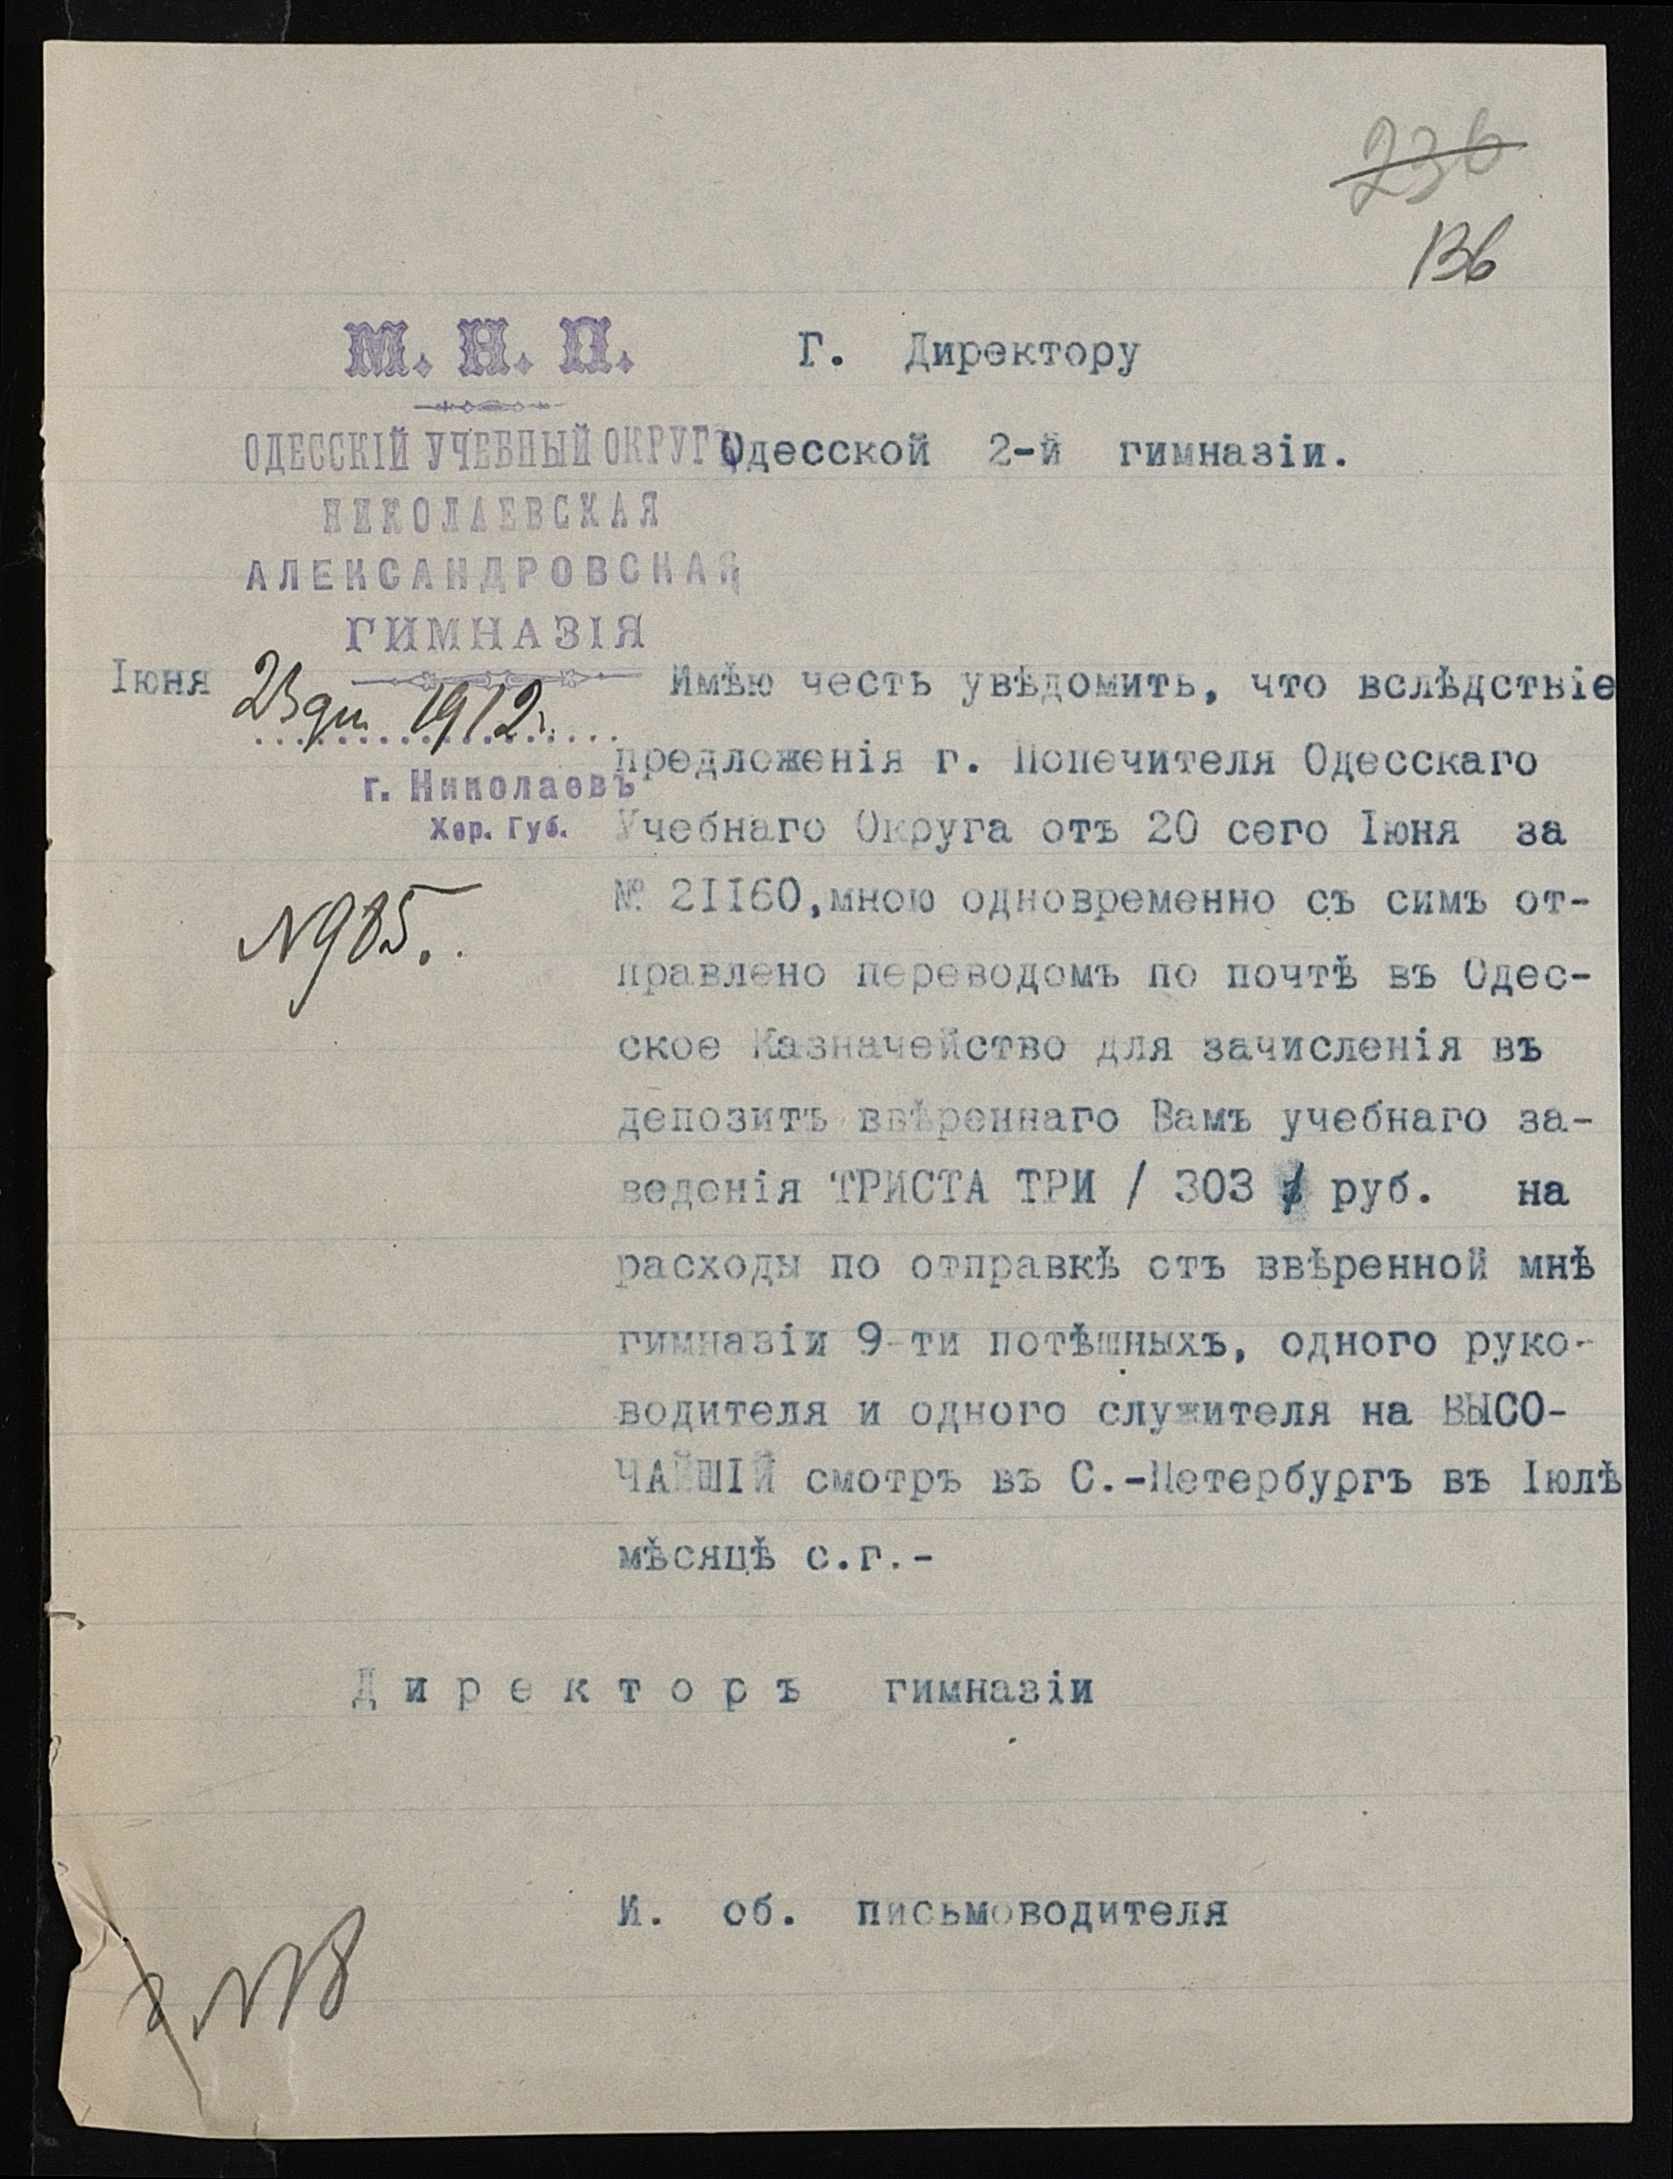 236
136
М. Н. П.
ОДЕССКІЙ УЧЕБНЫЙ ОКРУГЪ
НИКОЛАЕВСКАЯ
АЛЕКСАНДРОВСКАЯ
ГИМНАЗІЯ
Іюня 23 дня 1912 г.
г. Николаевъ
Хер. Губ.
N 985.
Г. Директору
Одесской 2-й гимназіи.
Имѣю честь увѣдомить, что вслѣдствіе
предложенія г. Попечителя Одесскаго
Учебнаго Округа отъ 20 сего Іюня за
№ 21160,мною одновременно съ симъ от-
правлено переводомъ по почтѣ въ Одес-
ское Казначейство для зачисленія въ
депозитъ ввѣреннаго Вамъ учебнаго за-
веденія ТРИСТА ТРИ / 303 / руб. на
расходы по отправкѣ отъ ввѣренной мнѣ
гимназіи 9-ти потѣшныхъ, одного руко-
водителя и одного служителя на ВЫСО-
ЧАЙШІЙ смотръ въ С.-Петербургъ въ Іюлѣ
мѣсяцѣ с.г.-
Директоръ гимназіи
И. об. письмоводителя